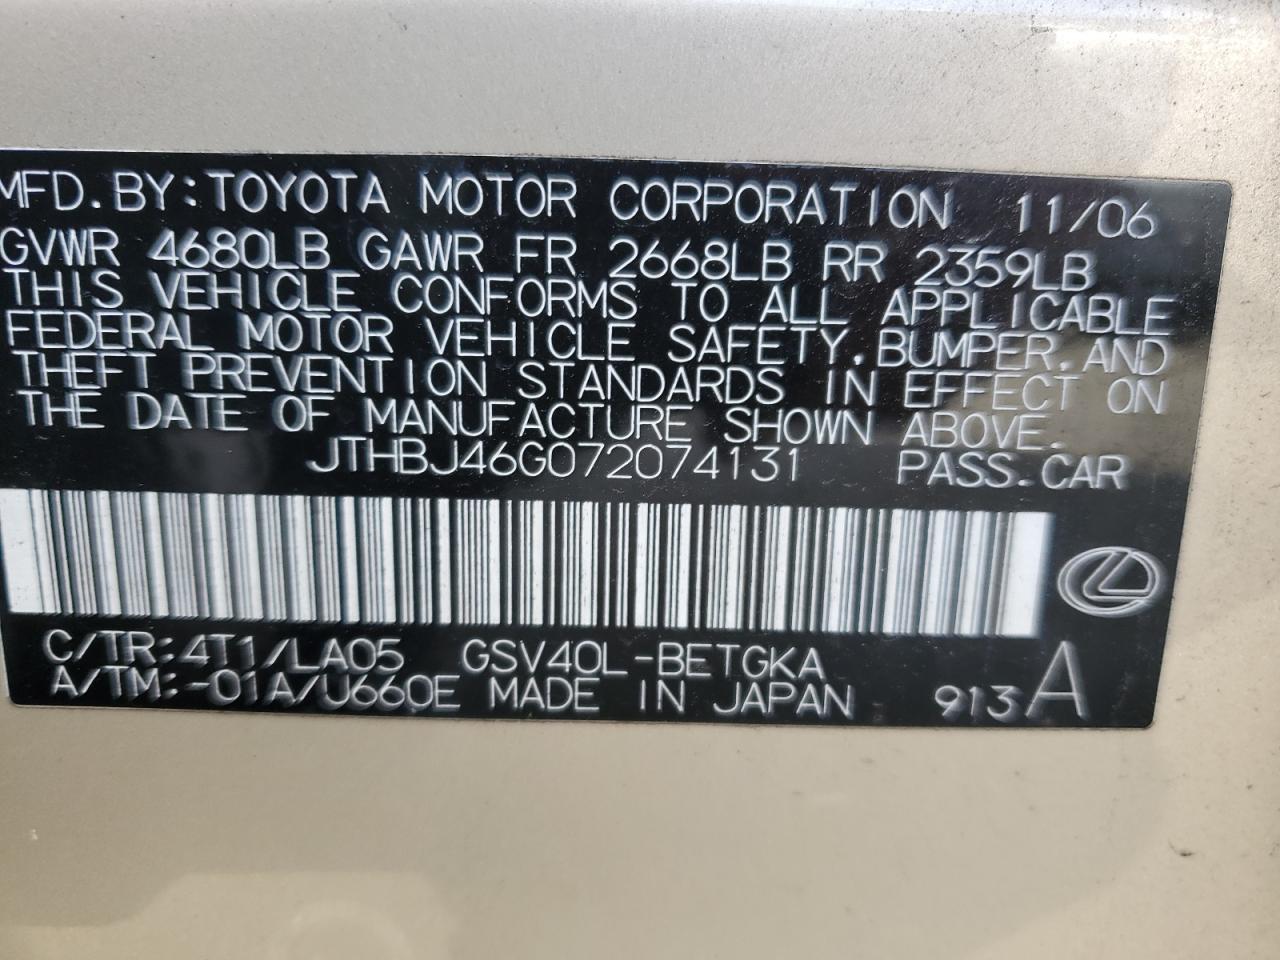 MFD. BY: TOYOTA MOTOR CORPORATION 11/06
GVWR 4680LB GAWR FR 2668LB RR 2359LB
THIS VEHICLE CONFORMS TO ALL APPLICABLE
FEDERAL MOTOR VEHICLE SAFETY, BUMPER, AND
THEFT PREVENTION STANDARDS IN EFFECT ON
THE DATE OF MANUFACTURE SHOWN ABOVE.
JTHBJ46G072074131 PASS. CAR
C/TR: 4T1/LA05 GSV40L-BETGKA
A/TM: -01A/U660E MADE IN JAPAN 913 A